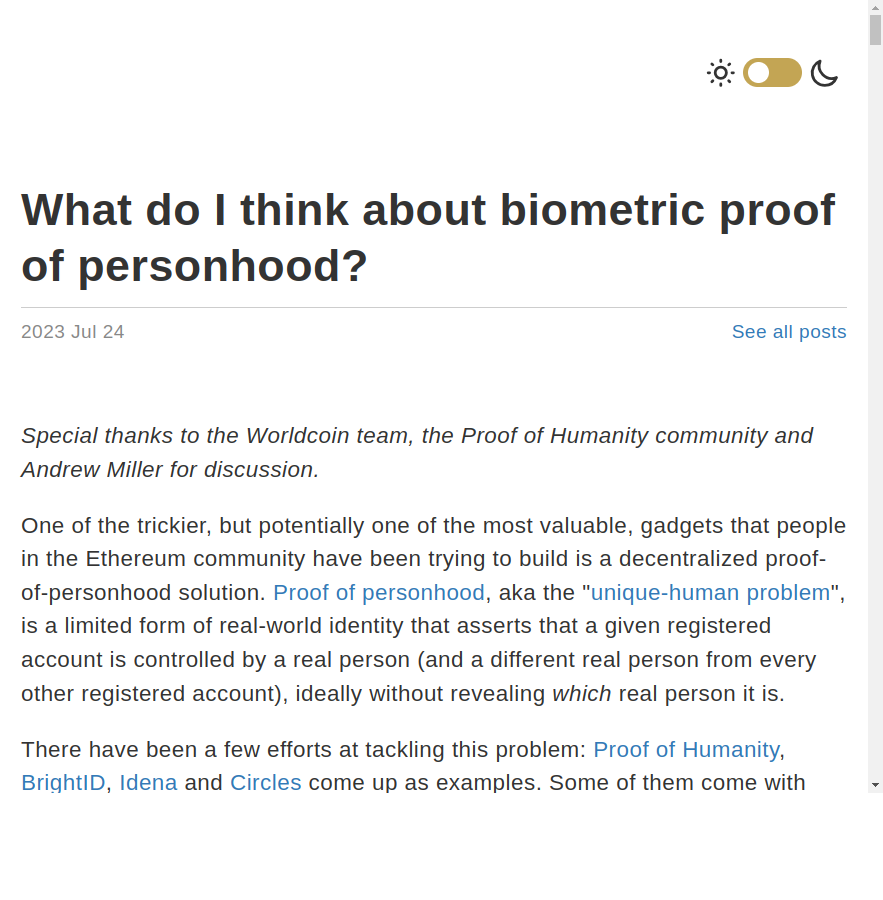 What do I think about biometric proof
of personhood?
2023 Jul 24
See all posts
Special thanks to the Worldcoin team, the Proof of Humanity community and
Andrew Miller for discussion.
One of the trickier, but potentially one of the most valuable, gadgets that people
in the Ethereum community have been trying to build is a decentralized proof-
of-personhood solution. Proof of personhood, aka the "unique-human problem",
is a limited form of real-world identity that asserts that a given registered
account is controlled by a real person (and a different real person from every
other registered account), ideally without revealing which real person it is.
There have been a few efforts at tackling this problem: Proof of Humanity,
BrightID, Idena and Circles come up as examples. Some of them come with